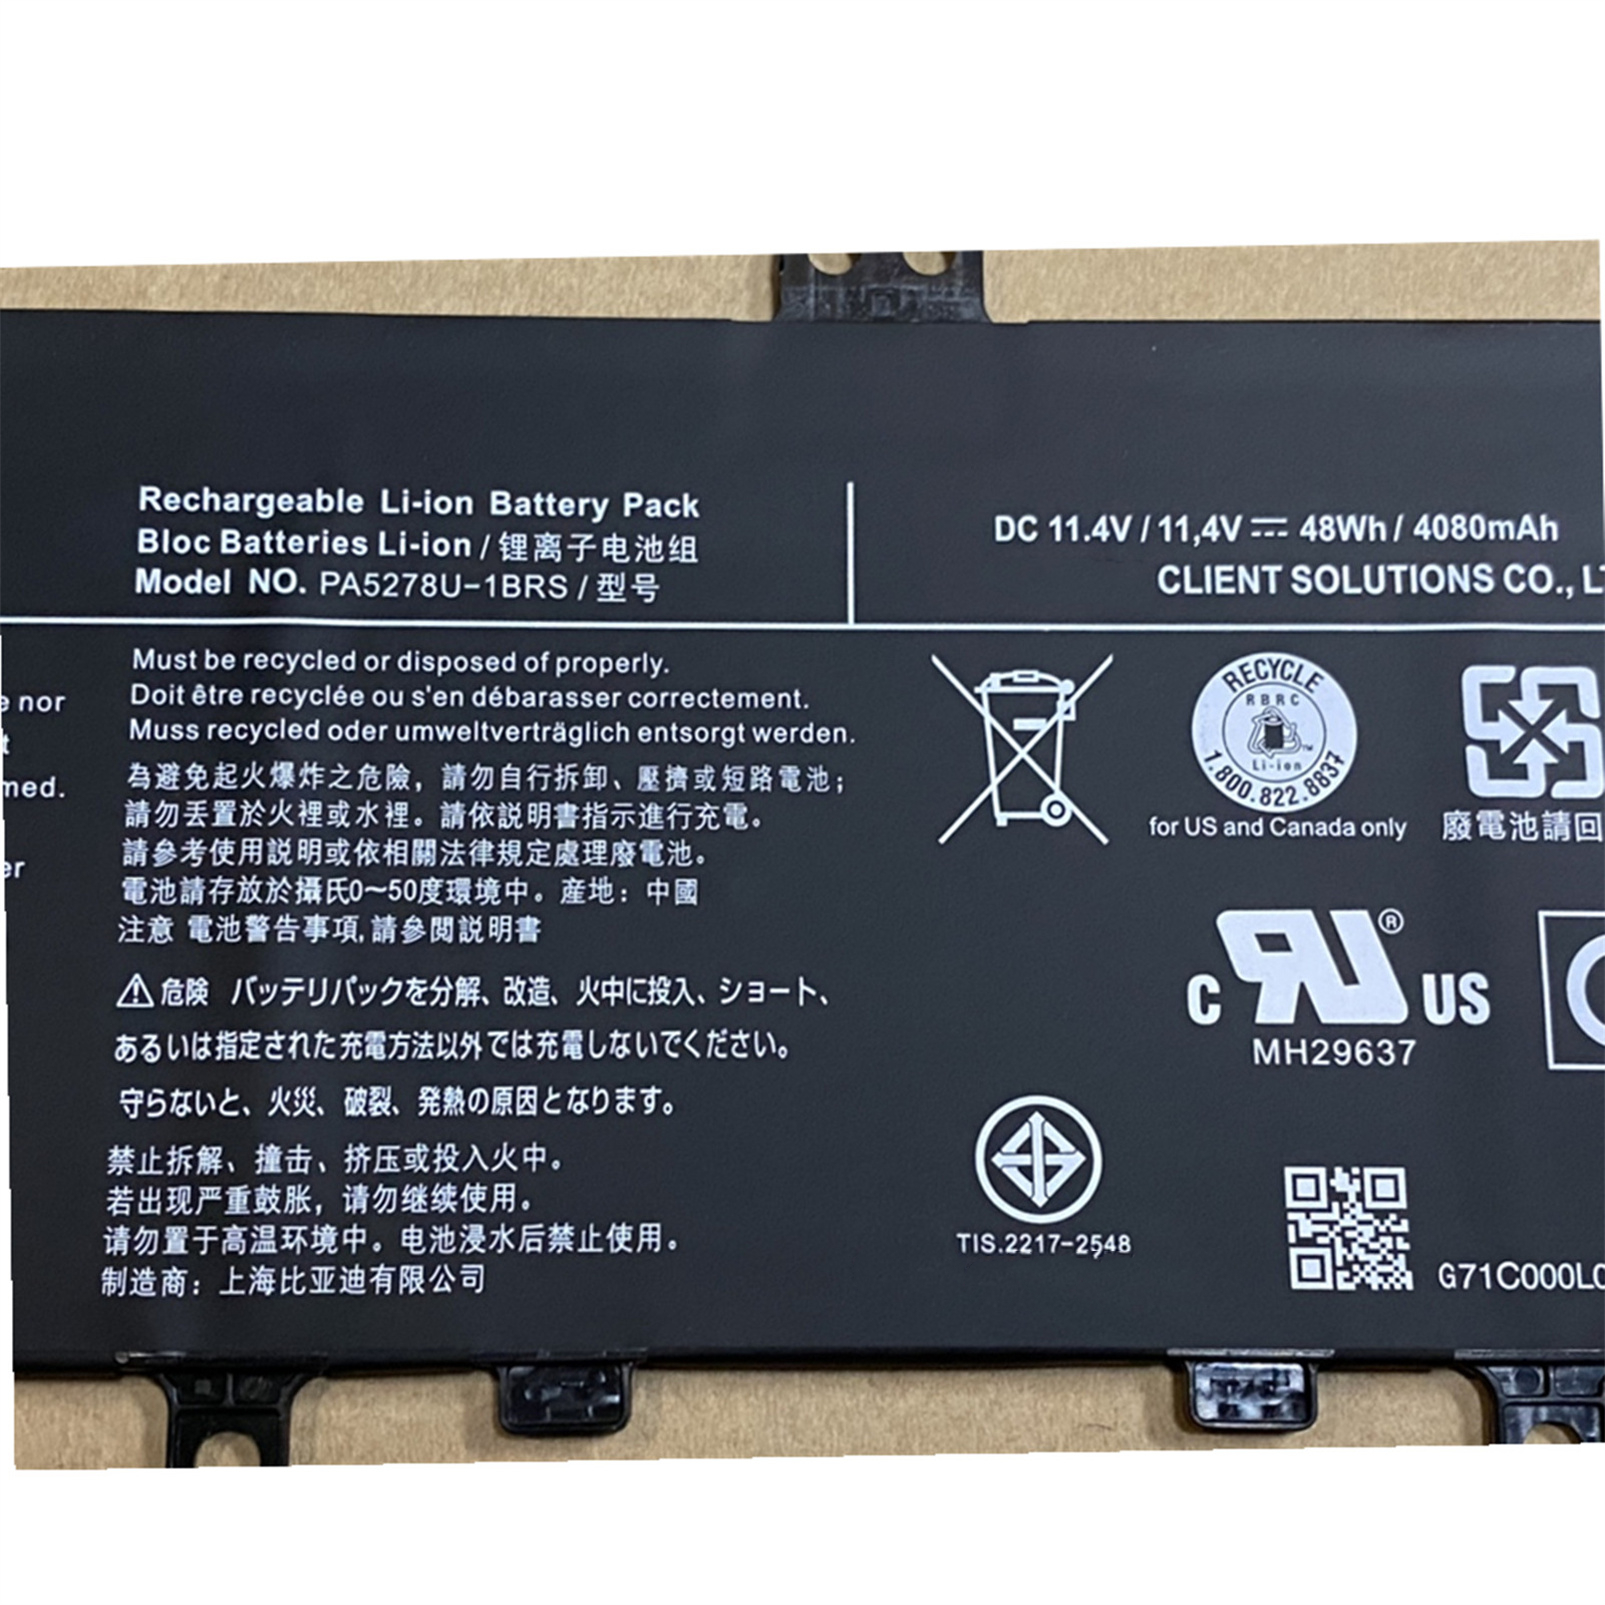 Rechargeable Li-ion Battery Pack
Bloc Batteries Li-ion / 锂离子电池组
Model NO. PA5278U-1BRS / 型号
DC 11.4V / 11,4V ⎓ 48Wh / 4080mAh
CLIENT SOLUTIONS CO.,
nor
Must be recycled or disposed of properly.
Doit être recyclée ou s'en débarasser correctement.
Muss recycled oder umweltverträglich entsorgt werden.
為避免起火爆炸之危險，請勿自行拆卸、壓擠或短路電池；
請勿丟置於火裡或水裡。請依說明書指示進行充電。
請參考使用說明或依相關法律規定處理廢電池。
電池請存放於攝氏0～50度環境中。産地：中國
注意 電池警告事項,請參閱說明書
⚠危険 バッテリパックを分解、改造、火中に投入、ショート、
あるいは指定された充電方法以外では充電しないでください。
守らないと、火災、破裂、発熱の原因となります。
禁止拆解、撞击、挤压或投入火中。
若出现严重鼓胀，请勿继续使用。
请勿置于高温环境中。电池浸水后禁止使用。
制造商：上海比亚迪有限公司
RECYCLE
RBRC
Li-ion
TM
1.800.822.8837
for US and Canada only
廢電池請回
C RU® US
MH29637
TIS.2217-2548
G71C000L